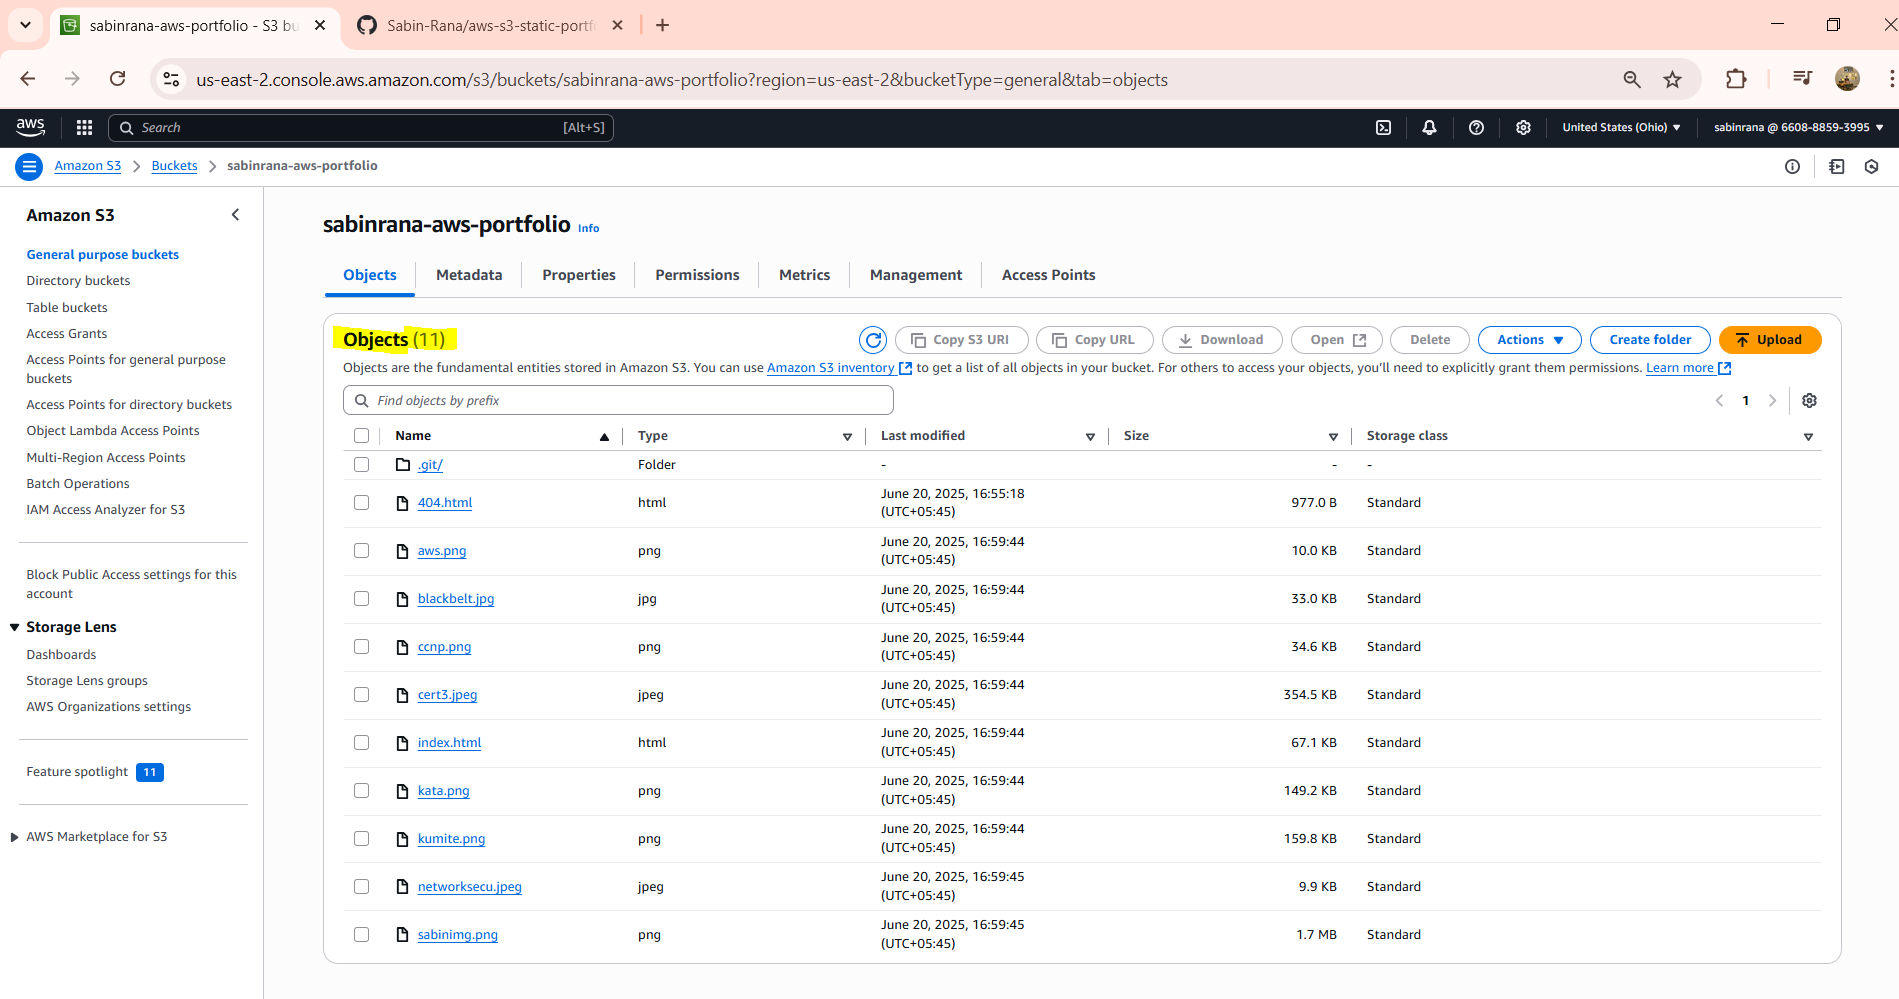 sabinrana-aws-portfolio - S3 bu
Sabin-Rana/aws-s3-static-portf
us-east-2.console.aws.amazon.com/s3/buckets/sabinrana-aws-portfolio?region=us-east-2&bucketType=general&tab=objects
aws
Search
[Alt+S]
United States (Ohio)
sabinrana @ 6608-8859-3995
Amazon S3 > Buckets > sabinrana-aws-portfolio
Amazon S3
General purpose buckets
Directory buckets
Table buckets
Access Grants
Access Points for general purpose
buckets
Access Points for directory buckets
Object Lambda Access Points
Multi-Region Access Points
Batch Operations
IAM Access Analyzer for S3
Block Public Access settings for this
account
Storage Lens
Dashboards
Storage Lens groups
AWS Organizations settings
Feature spotlight 11
AWS Marketplace for S3
sabinrana-aws-portfolio Info
Objects Metadata Properties Permissions Metrics Management Access Points
Objects (11)
Copy S3 URI Copy URL Download Open Delete Actions Create folder Upload
Objects are the fundamental entities stored in Amazon S3. You can use Amazon S3 inventory to get a list of all objects in your bucket. For others to access your objects, you'll need to explicitly grant them permissions. Learn more
Find objects by prefix
1
Name Type Last modified Size Storage class
.git/ Folder - - -
404.html html June 20, 2025, 16:55:18 (UTC+05:45) 977.0 B Standard
aws.png png June 20, 2025, 16:59:44 (UTC+05:45) 10.0 KB Standard
blackbelt.jpg jpg June 20, 2025, 16:59:44 (UTC+05:45) 33.0 KB Standard
ccnp.png png June 20, 2025, 16:59:44 (UTC+05:45) 34.6 KB Standard
cert3.jpeg jpeg June 20, 2025, 16:59:44 (UTC+05:45) 354.5 KB Standard
index.html html June 20, 2025, 16:59:44 (UTC+05:45) 67.1 KB Standard
kata.png png June 20, 2025, 16:59:44 (UTC+05:45) 149.2 KB Standard
kumite.png png June 20, 2025, 16:59:44 (UTC+05:45) 159.8 KB Standard
networksecu.jpeg jpeg June 20, 2025, 16:59:45 (UTC+05:45) 9.9 KB Standard
sabinimg.png png June 20, 2025, 16:59:45 (UTC+05:45) 1.7 MB Standard